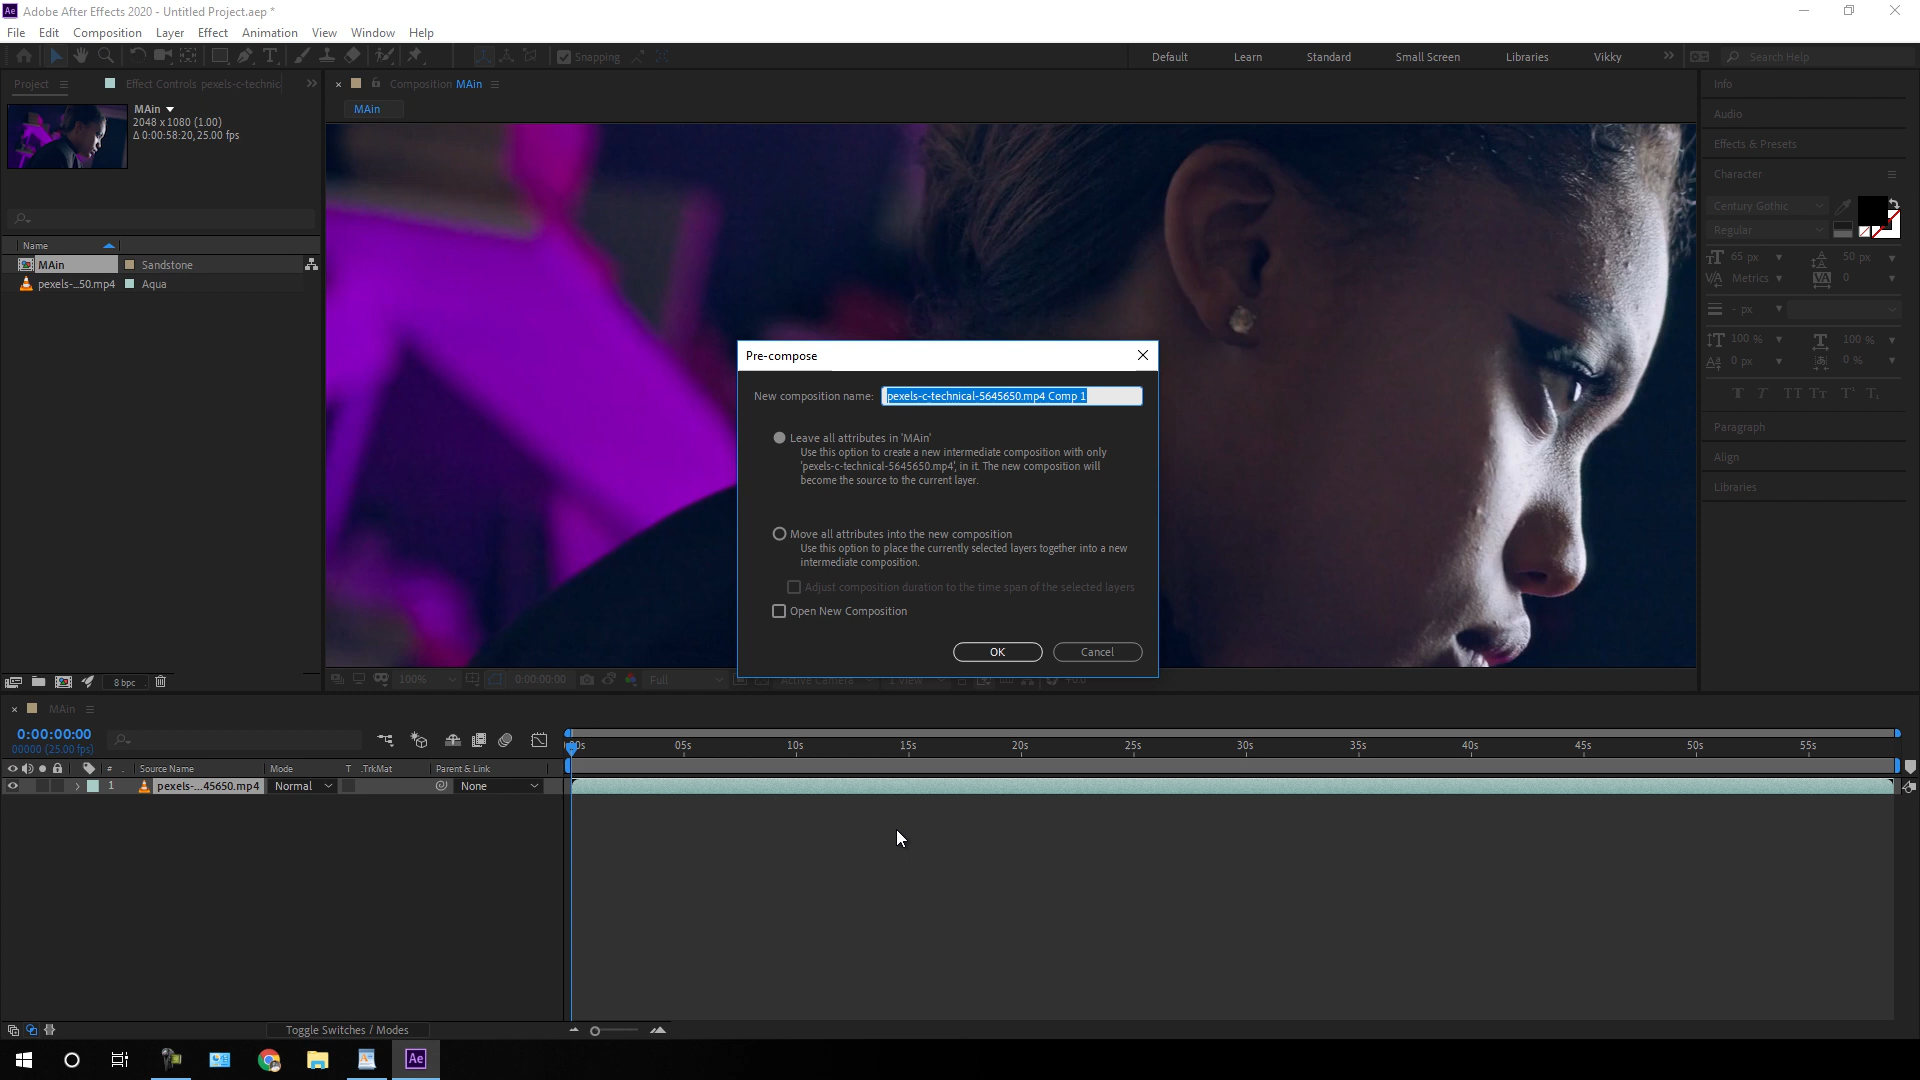 Ae Adobe After Effects 2020 - Untitled Project.aep *
File Edit Composition Layer Effect Animation View Window Help
Snapping Default Learn Standard Small Screen Libraries Vikky Search Help
Project Effect Controls pexels-c-technic
Composition MAin
MAin
MAin
2048 x 1080 (1.00)
Δ 0:00:58:20, 25.00 fps
Name
MAin Sandstone
pexels-...50.mp4 Aqua
Info
Audio
Effects & Presets
Character
Century Gothic
Regular
65 px 50 px
Metrics 0
- px
100 % 100 %
0 px 0 %
Paragraph
Align
Libraries
Pre-compose
New composition name: pexels-c-technical-5645650.mp4 Comp 1
Leave all attributes in 'MAin'
Use this option to create a new intermediate composition with only
'pexels-c-technical-5645650.mp4', in it. The new composition will
become the source to the current layer.
Move all attributes into the new composition
Use this option to place the currently selected layers together into a new
intermediate composition.
Adjust composition duration to the time span of the selected layers
Open New Composition
OK Cancel
8 bpc
100% 0:00:00:00 Full Active Camera 1 View
MAin
0:00:00:00
00000 (25.00 fps)
05s 10s 15s 20s 25s 30s 35s 40s 45s 50s 55s
# Source Name Mode T .TrkMat Parent & Link
1 pexels-...45650.mp4 Normal None
Toggle Switches / Modes
Ae